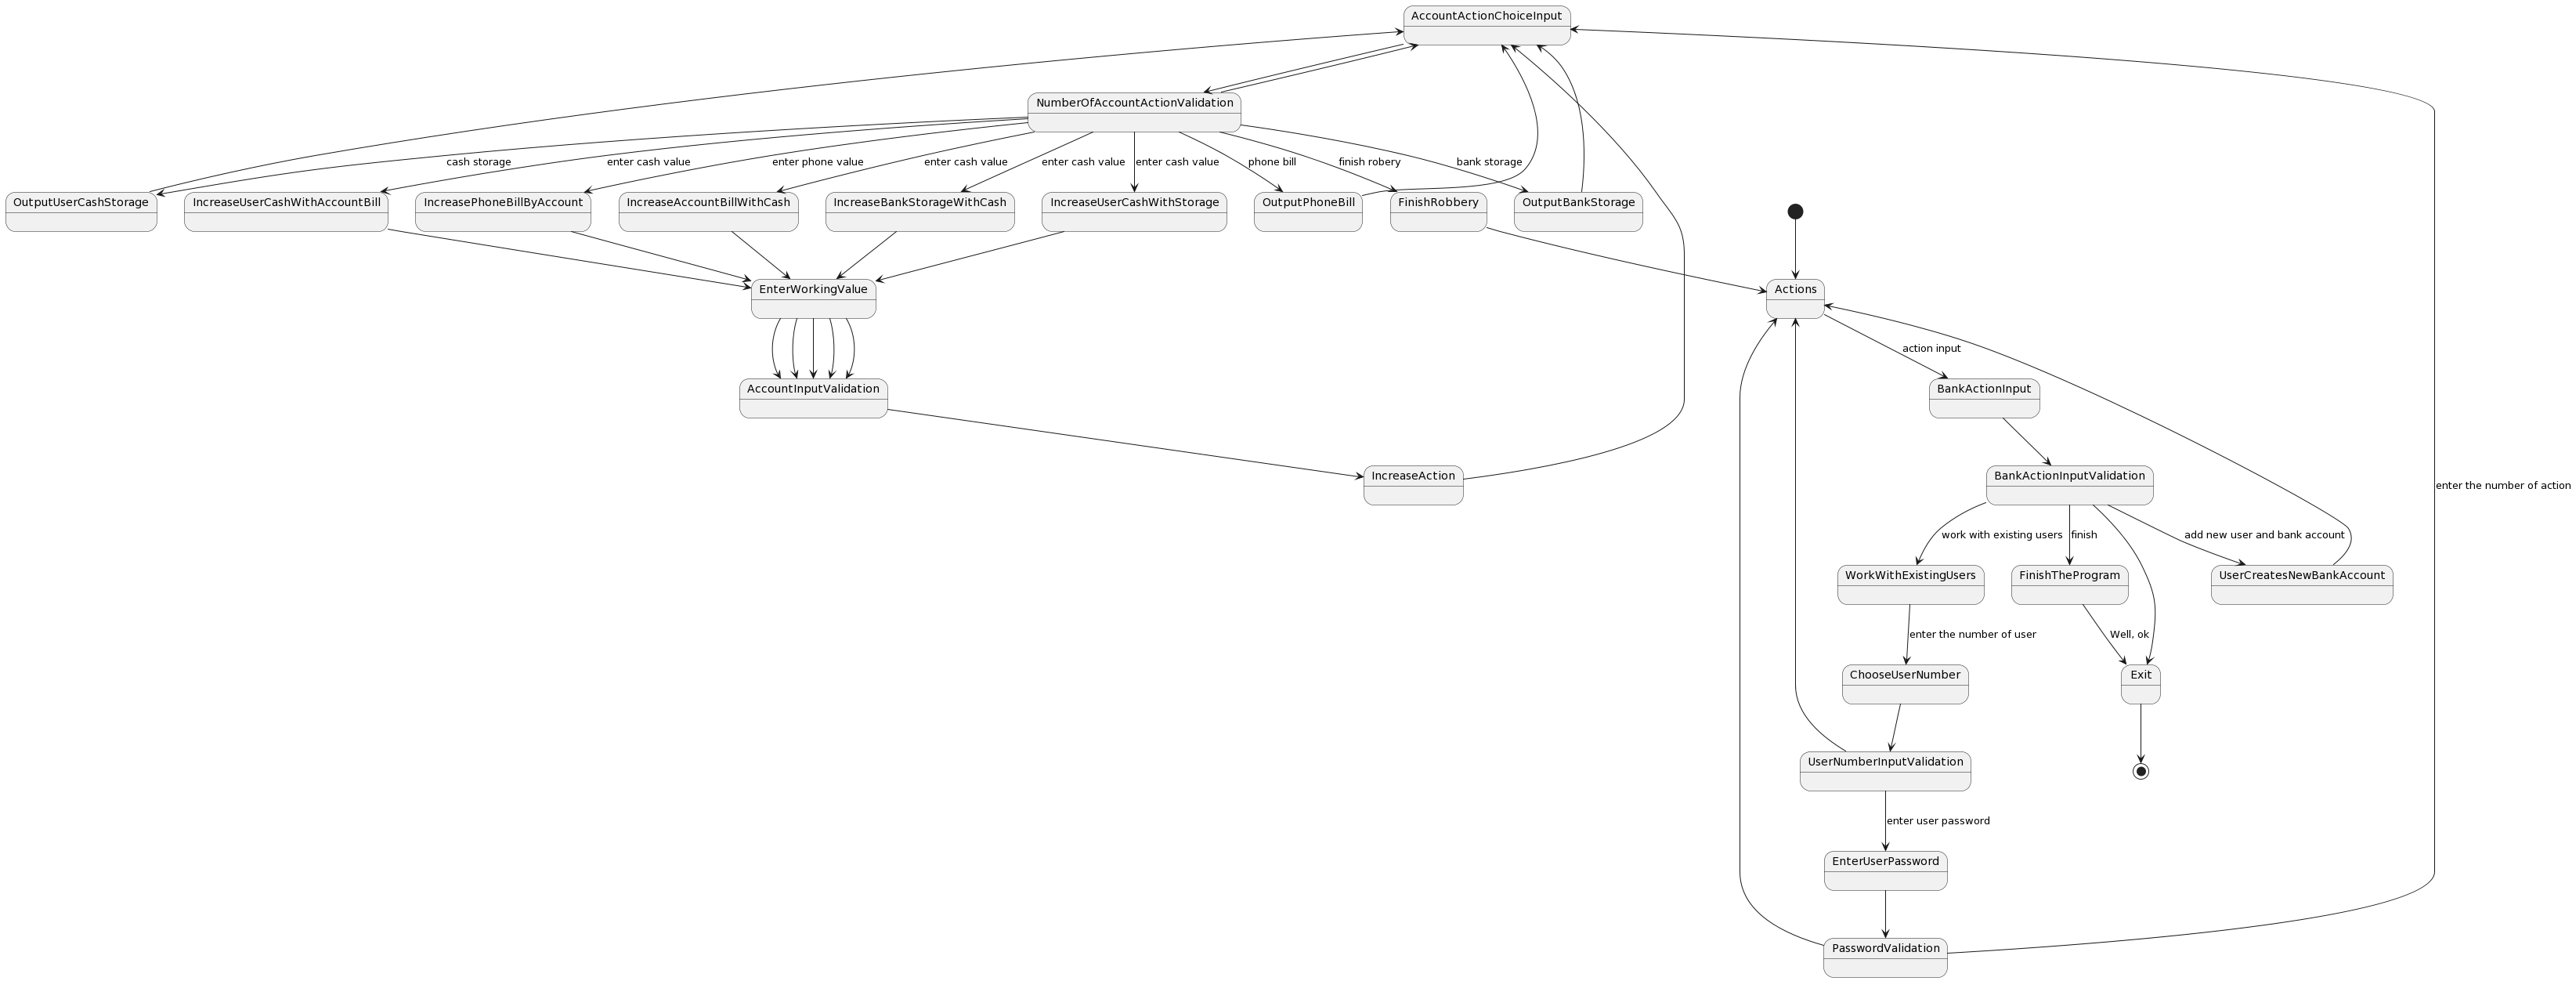 AccountActionChoiceInput
NumberOfAccountActionValidation
cash storage
enter cash value
enter phone value
enter cash value
enter cash value
enter cash value
phone bill
finish robery
bank storage
OutputUserCashStorage
IncreaseUserCashWithAccountBill
IncreasePhoneBillByAccount
IncreaseAccountBillWithCash
IncreaseBankStorageWithCash
IncreaseUserCashWithStorage
OutputPhoneBill
FinishRobbery
OutputBankStorage
EnterWorkingValue
Actions
action input
AccountInputValidation
BankActionInput
IncreaseAction
BankActionInputValidation
enter the number of action
work with existing users
finish
add new user and bank account
WorkWithExistingUsers
FinishTheProgram
UserCreatesNewBankAccount
enter the number of user
Well, ok
ChooseUserNumber
Exit
UserNumberInputValidation
enter user password
EnterUserPassword
PasswordValidation